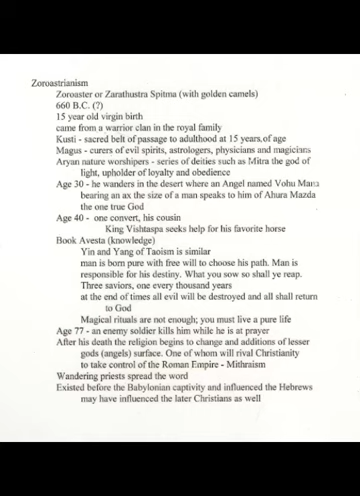 Zoroastrianism
Zoroaster or Zarathustra Spitma (with golden camels)
660 B.C. (?)
15 year old virgin birth
came from a warrior clan in the royal family
Kusti - sacred belt of passage to adulthood at 15 years of age
Magus - curers of evil spirits, astrologers, physicians and magicians
Aryan nature worshipers - series of deities such as Mitra the god of
light, upholder of loyalty and obedience
Age 30 - he wanders in the desert where an Angel named Vohu Mana
bearing an ax the size of a man speaks to him of Ahura Mazda
the one true God
Age 40 - one convert, his cousin
King Vishtaspa seeks help for his favorite horse
Book Avesta (knowledge)
Yin and Yang of Taoism is similar
man is born pure with free will to choose his path. Man is
responsible for his destiny. What you sow so shall ye reap.
Three saviors, one every thousand years
at the end of times all evil will be destroyed and all shall return
to God
Magical rituals are not enough; you must live a pure life
Age 77 - an enemy soldier kills him while he is at prayer
After his death the religion begins to change and additions of lesser
gods (angels) surface. One of whom will rival Christianity
to take control of the Roman Empire - Mithraism
Wandering priests spread the word
Existed before the Babylonian captivity and influenced the Hebrews
may have influenced the later Christians as well